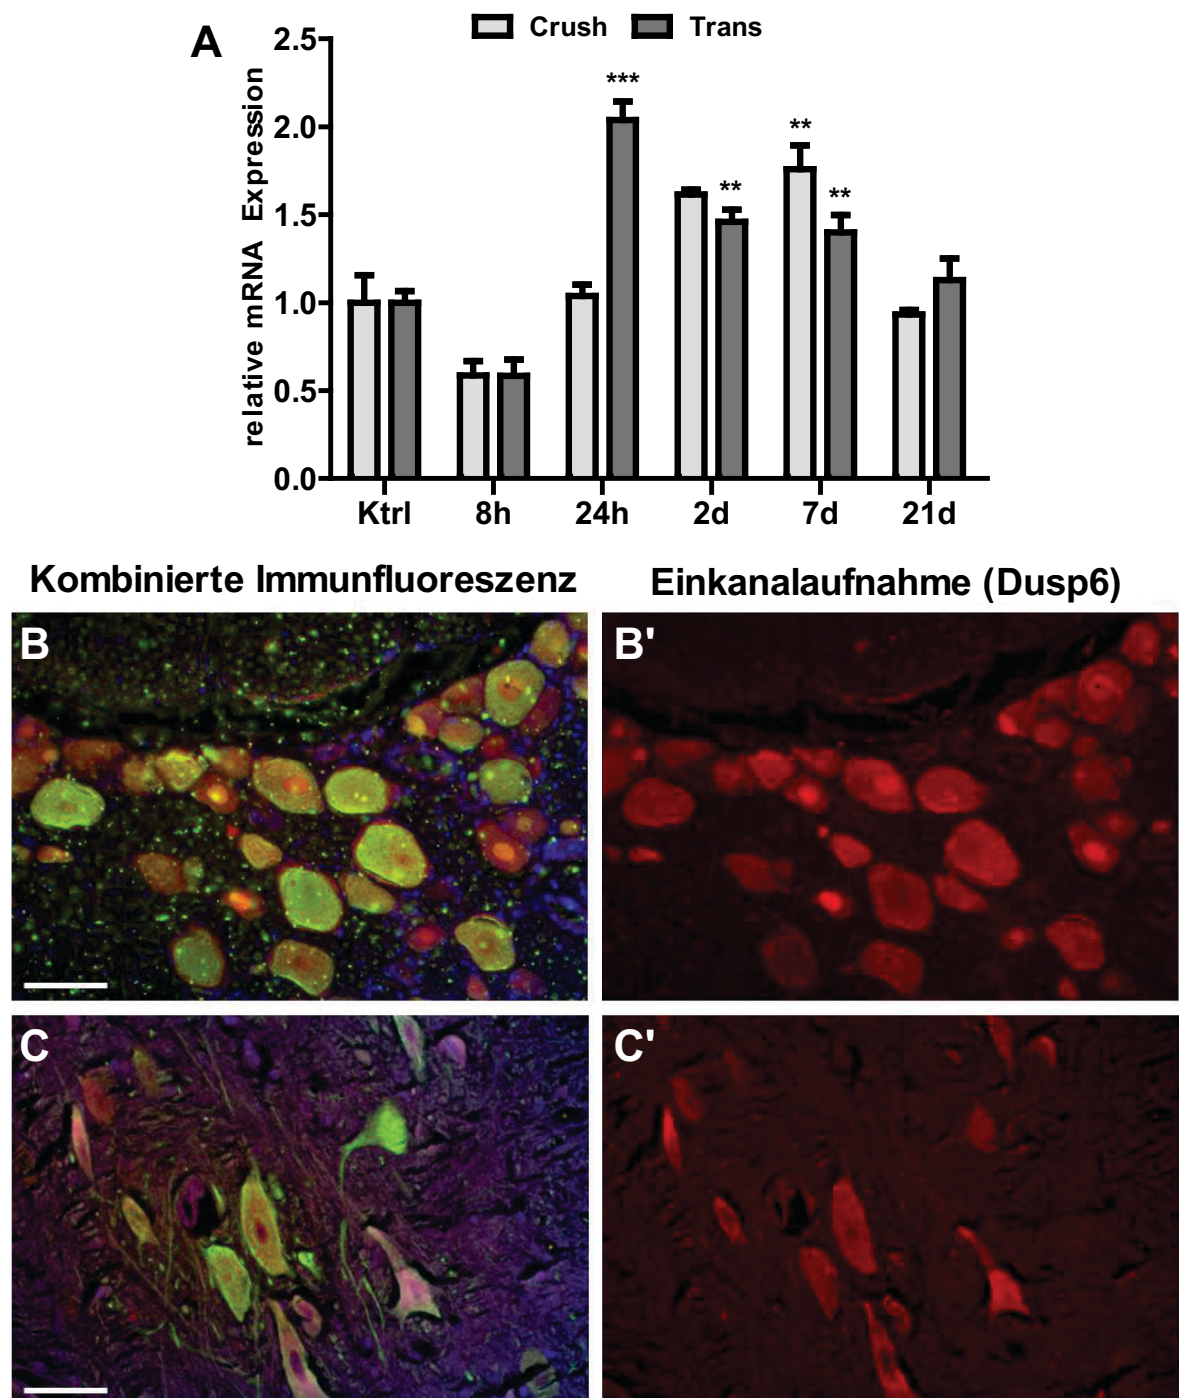 A
Crush Trans
relative mRNA Expression
2.5
2.0
1.5
1.0
0.5
0.0
***
**
**
**
Ktrl 8h 24h 2d 7d 21d
Kombinierte Immunfluoreszenz
Einkanalaufnahme (Dusp6)
B
B'
C
C'